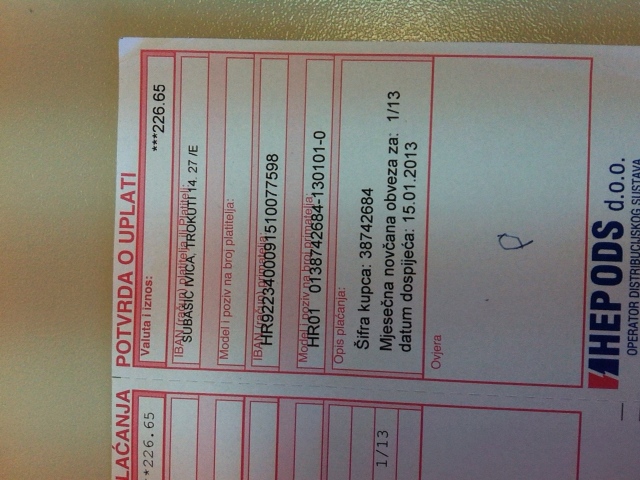 LAĆANJA
**226.65
1/13
POTVRDA O UPLATI
Valuta i iznos:
***226.65
IBAN (račun) platitelja ili Platitelj:
SUBAŠIĆ IVICA, TROKUTI 14. 27 /E
Model i poziv na broj platitelja:
IBAN (račun) primatelja:
HR9223400091510077598
Model i poziv na broj primatelja:
HR01 0138742684-130101-0
Opis plaćanja:
Šifra kupca: 38742684
Mjesečna novčana obveza za: 1/13
datum dospijeća: 15.01.2013
Ovjera
P
HEP ODS d.o.o.
OPERATOR DISTRIBUCIJSKOG SUSTAVA